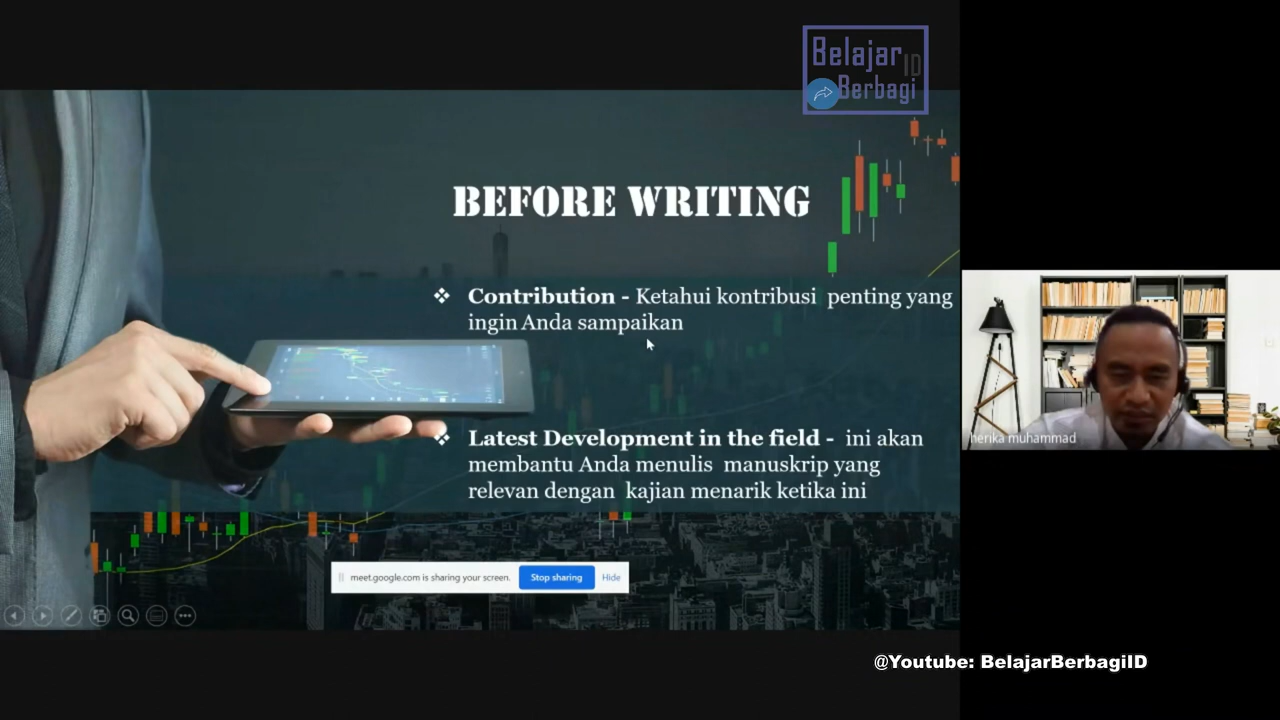 Belajar ID
Berbagi
BEFORE WRITING
Contribution - Ketahui kontribusi penting yang
ingin Anda sampaikan
Latest Development in the field - ini akan
membantu Anda menulis manuskrip yang
relevan dengan kajian menarik ketika ini
herika muhammad
meet.google.com is sharing your screen. Stop sharing Hide
@Youtube: BelajarBerbagiID